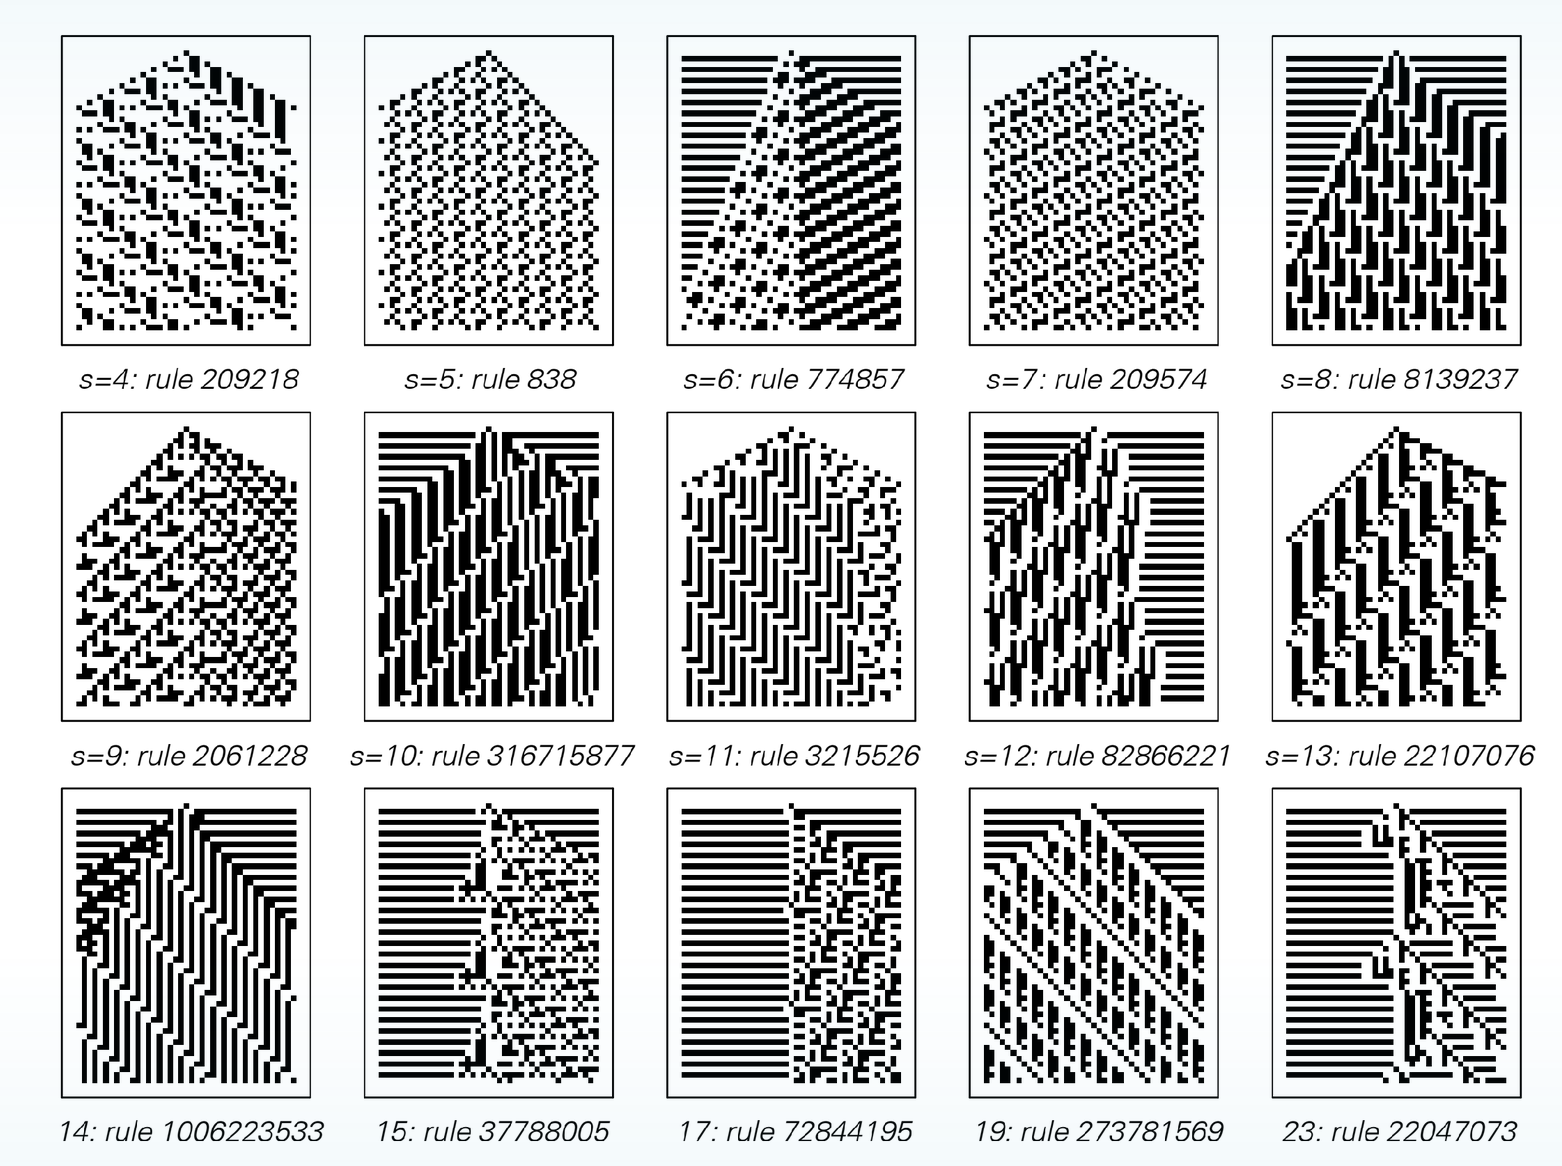 s=4: rule 209218
s=5: rule 838
s=6: rule 774857
s=7: rule 209574
s=8: rule 8139237
s=9: rule 2061228
s=10: rule 316715877
s=11: rule 3215526
s=12: rule 82866221
s=13: rule 22107076
14: rule 1006223533
15: rule 37788005
17: rule 72844195
19: rule 273781569
23: rule 22047073